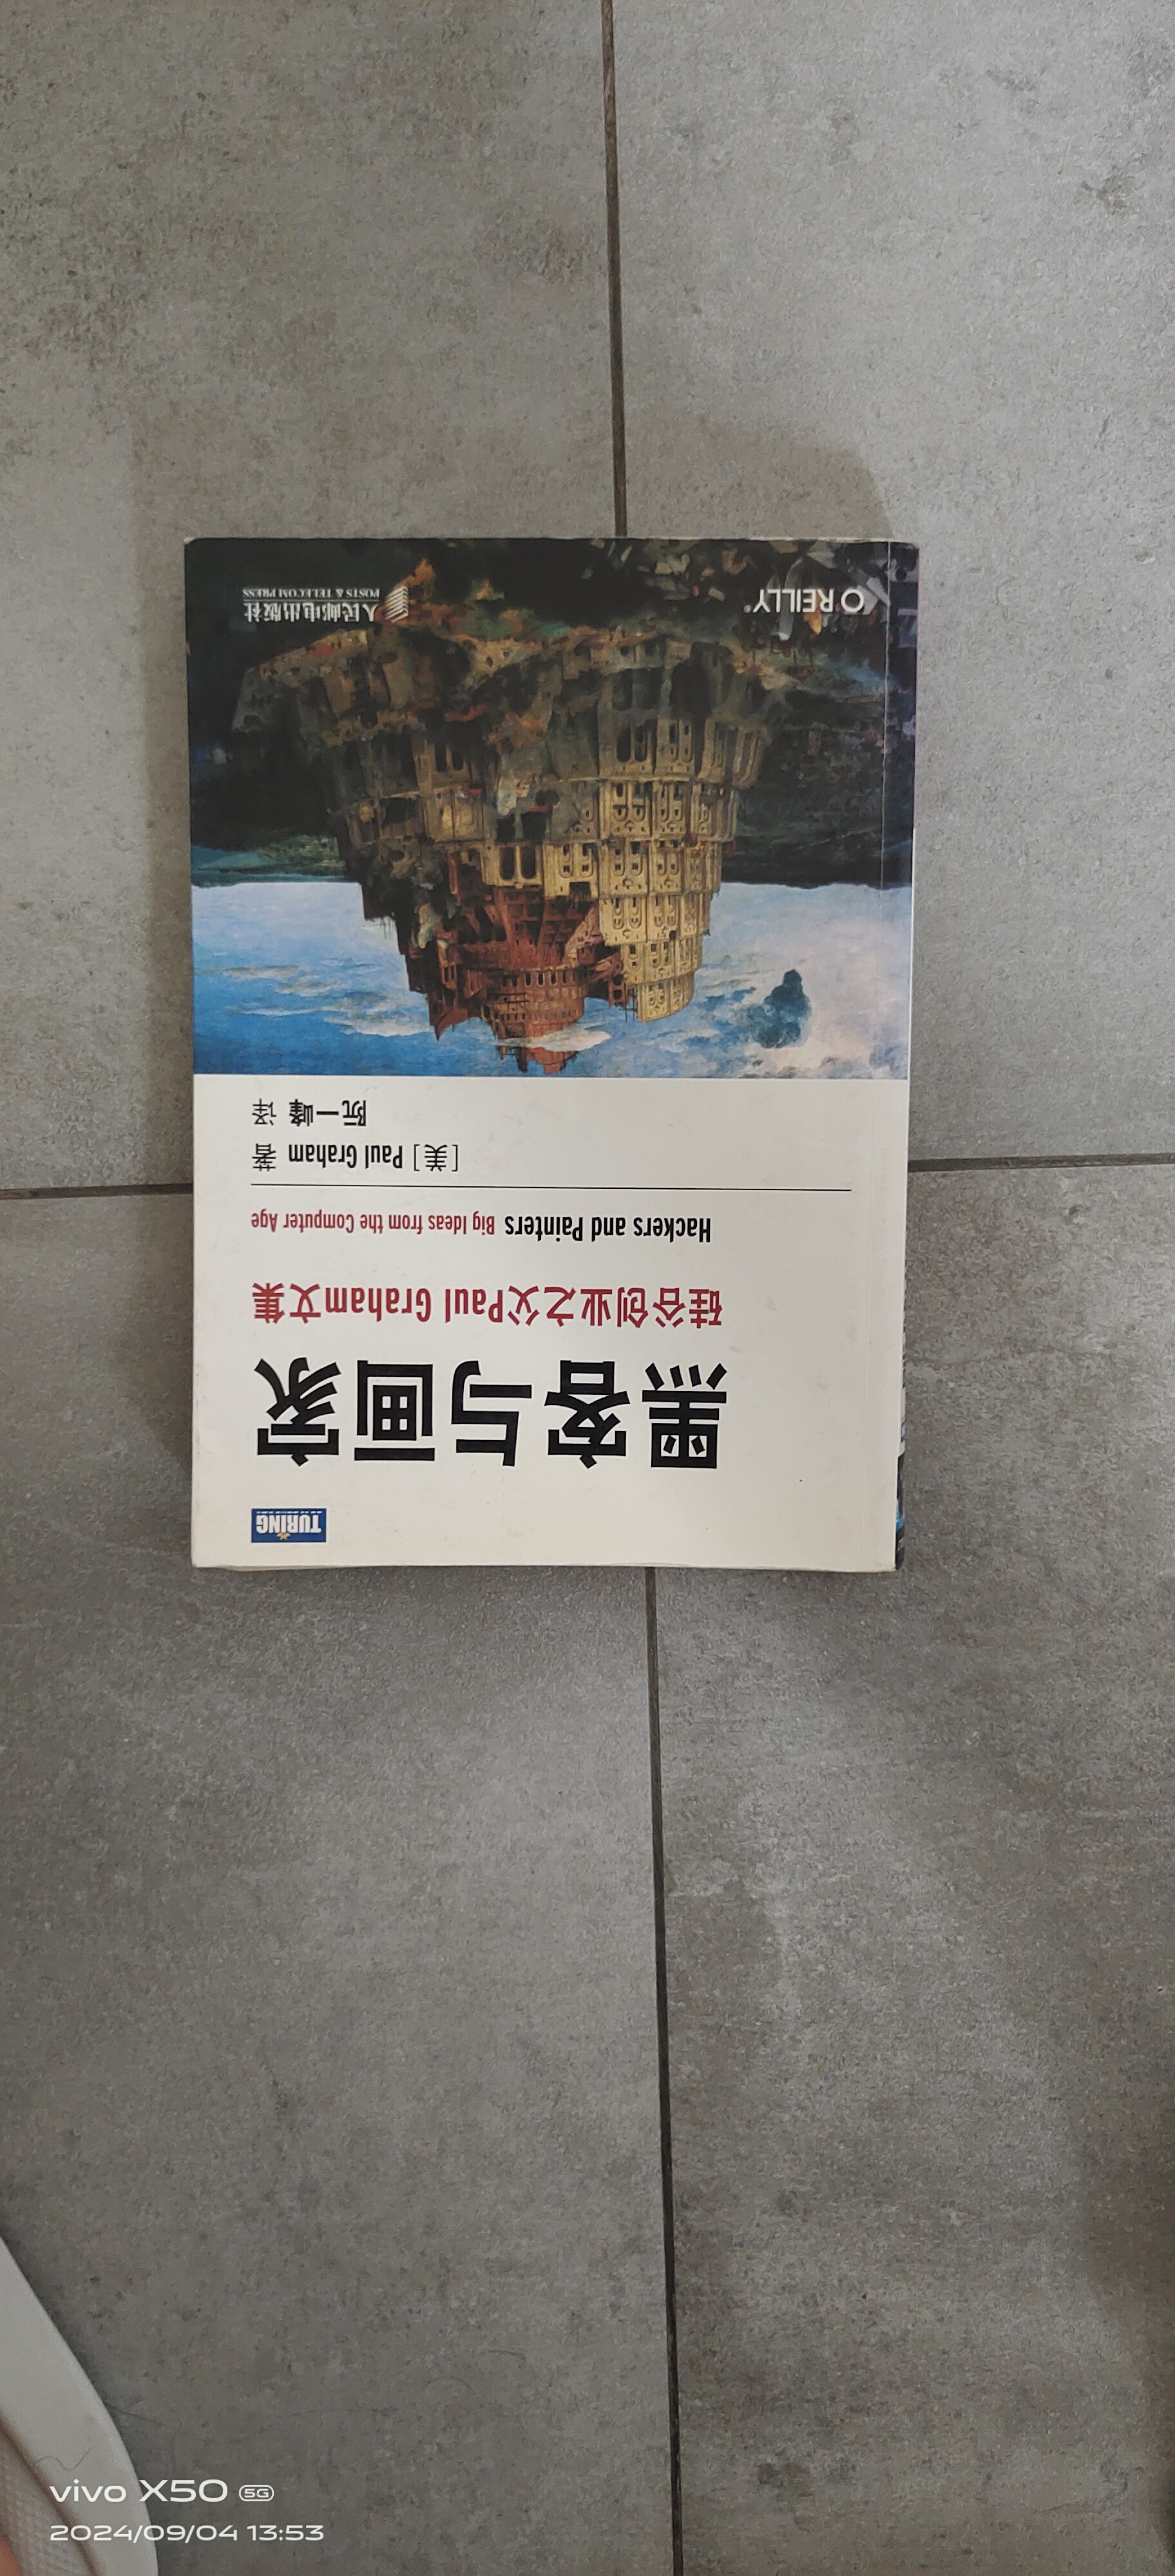 TURING
黑客与画家
硅谷创业之父Paul Graham文集
Hackers and Painters Big Ideas from the Computer Age
[美] Paul Graham 著
阮一峰 译
O'REILLY®
人民邮电出版社
POSTS & TELECOM PRESS
vivo X50 5G
2024/09/04 13:53